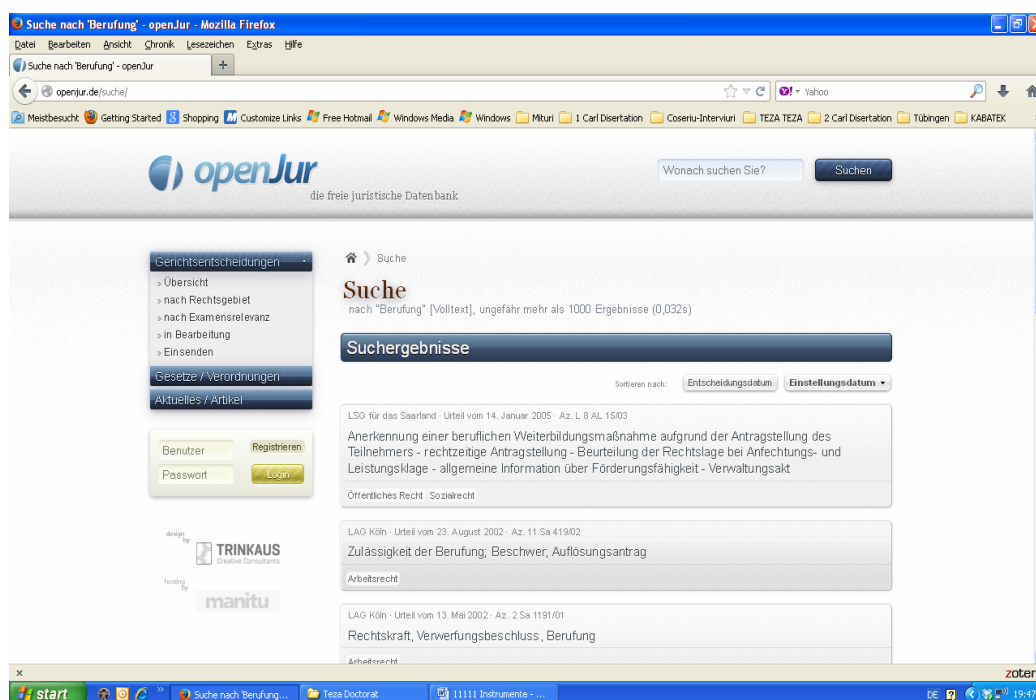 Suche nach 'Berufung' - openJur - Mozilla Firefox
Datei Bearbeiten Ansicht Chronik Lesezeichen Extras Hilfe
Suche nach 'Berufung' - openJur +
openjur.de/suche/ Yahoo
Meistbesucht Getting Started Shopping Customize Links Free Hotmail Windows Media Windows Mituri 1 Carl Disertation Coseriu-Interviuri TEZA TEZA 2 Carl Disertation Tübingen KABATEK
openJur
die freie juristische Datenbank
Wonach suchen Sie? Suchen
Gerichtsentscheidungen
» Übersicht
» nach Rechtsgebiet
» nach Examensrelevanz
» in Bearbeitung
» Einsenden
Gesetze / Verordnungen
Aktuelles / Artikel
Benutzer Registrieren
Passwort Login
design by
TRINKAUS
Creative Consultants
hosting by
manitu
Suche
Suche
nach "Berufung" [Volltext], ungefähr mehr als 1000 Ergebnisse (0,032s)
Suchergebnisse
Sortieren nach: Entscheidungsdatum Einstellungsdatum
LSG für das Saarland · Urteil vom 14. Januar 2005 · Az. L 8 AL 15/03
Anerkennung einer beruflichen Weiterbildungsmaßnahme aufgrund der Antragstellung des
Teilnehmers - rechtzeitige Antragstellung - Beurteilung der Rechtslage bei Anfechtungs- und
Leistungsklage - allgemeine Information über Förderungsfähigkeit - Verwaltungsakt
Öffentliches Recht Sozialrecht
LAG Köln · Urteil vom 23. August 2002 · Az. 11 Sa 419/02
Zulässigkeit der Berufung; Beschwer; Auflösungsantrag
Arbeitsrecht
LAG Köln · Urteil vom 13. Mai 2002 · Az. 2 Sa 1191/01
Rechtskraft, Verwerfungsbeschluss, Berufung
Arbeitsrecht
× zoter
start Suche nach 'Berufung... Teza Doctorat 11111 Instrumente - ... DE 19:47